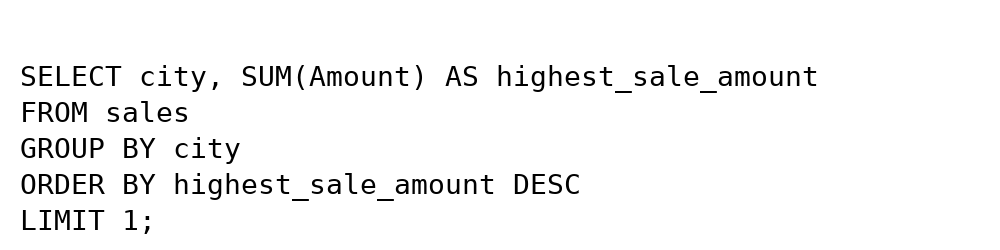 SELECT city, SUM(Amount) AS highest_sale_amount
FROM sales
GROUP BY city
ORDER BY highest_sale_amount DESC
LIMIT 1;